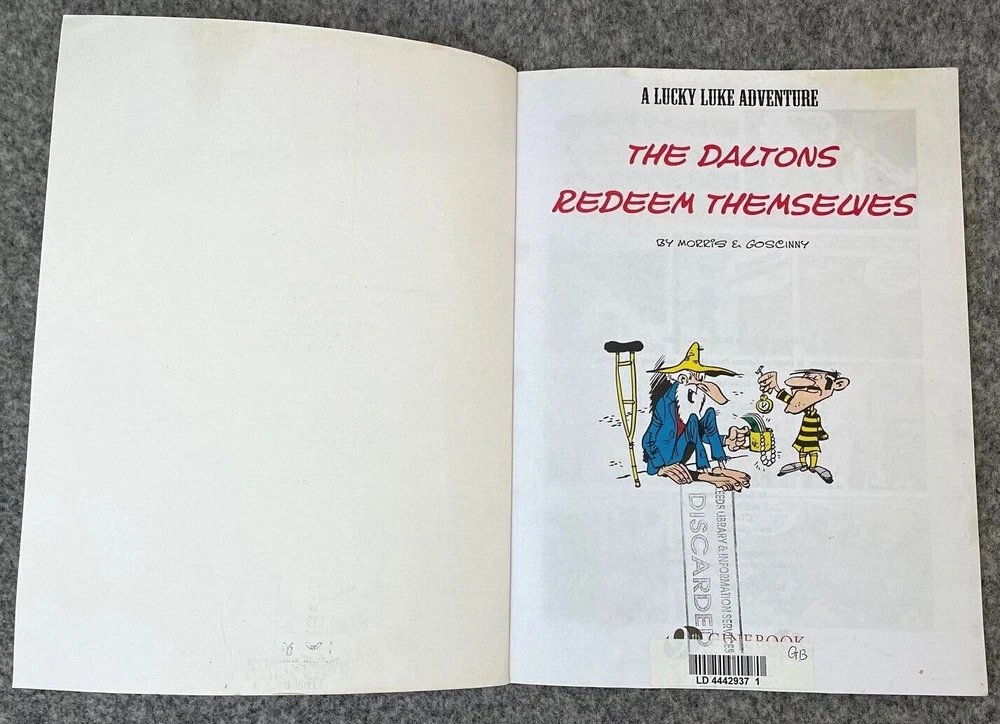 A LUCKY LUKE ADVENTURE
THE DALTONS
REDEEM THEMSELVES
BY MORRIS & GOSCINNY
LEEDS LIBRARY & INFORMATION SERVICES
DISCARDED
CINEBOOK
GB
LD 4442937 1